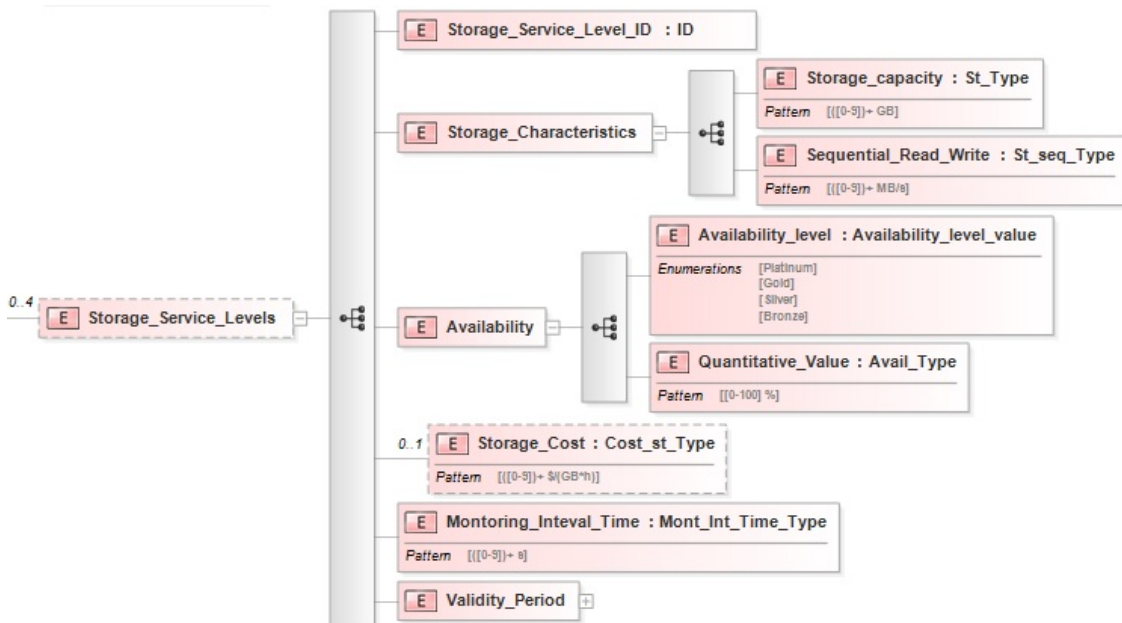 E Storage_Service_Level_ID : ID
E Storage_capacity : St_Type
Pattern [([0-9])+ GB]
E Storage_Characteristics
E Sequential_Read_Write : St_seq_Type
Pattern [([0-9])+ MB/s]
E Availability_level : Availability_level_value
Enumerations [Platinum]
[Gold]
[Silver]
[Bronze]
0..4
E Storage_Service_Levels
E Availability
E Quantitative_Value : Avail_Type
Pattern [[0-100] %]
0..1
E Storage_Cost : Cost_st_Type
Pattern [([0-9])+ $/(GB*h)]
E Montoring_Inteval_Time : Mont_Int_Time_Type
Pattern [([0-9])+ s]
E Validity_Period